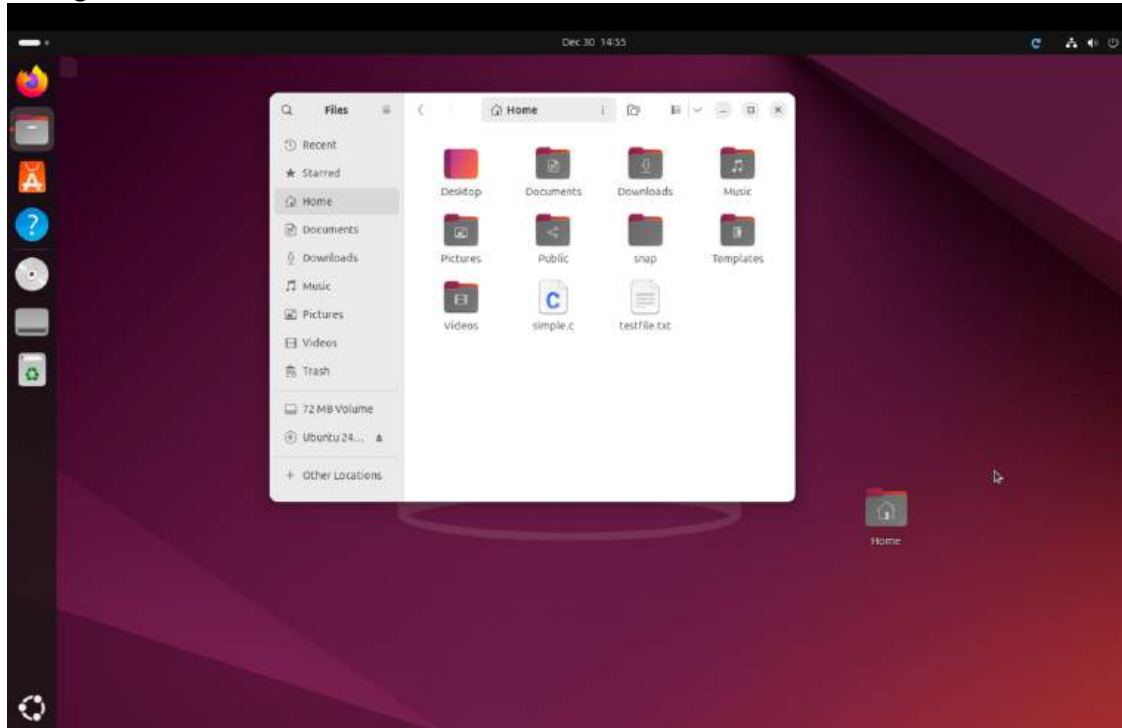 Dec 30 14:55
Files
Home
Recent
Starred
Home
Documents
Downloads
Music
Pictures
Videos
Trash
72 MB Volume
Ubuntu 24...
Other Locations
Desktop
Documents
Downloads
Music
Pictures
Public
snap
Templates
Videos
simple.c
testfile.txt
Home